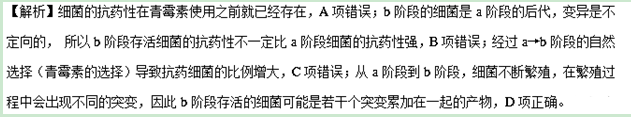 【解析】细菌的抗药性在青霉素使用之前就已经存在，A 项错误；b 阶段的细菌是 a 阶段的后代，变异是不
定向的， 所以 b 阶段存活细菌的抗药性不一定比 a 阶段细菌的抗药性强，B 项错误；经过 a→b 阶段的自然
选择（青霉素的选择）导致抗药细菌的比例增大，C 项错误；从 a 阶段到 b 阶段，细菌不断繁殖，在繁殖过
程中会出现不同的突变，因此 b 阶段存活的细菌可能是若干个突变累加在一起的产物，D 项正确。